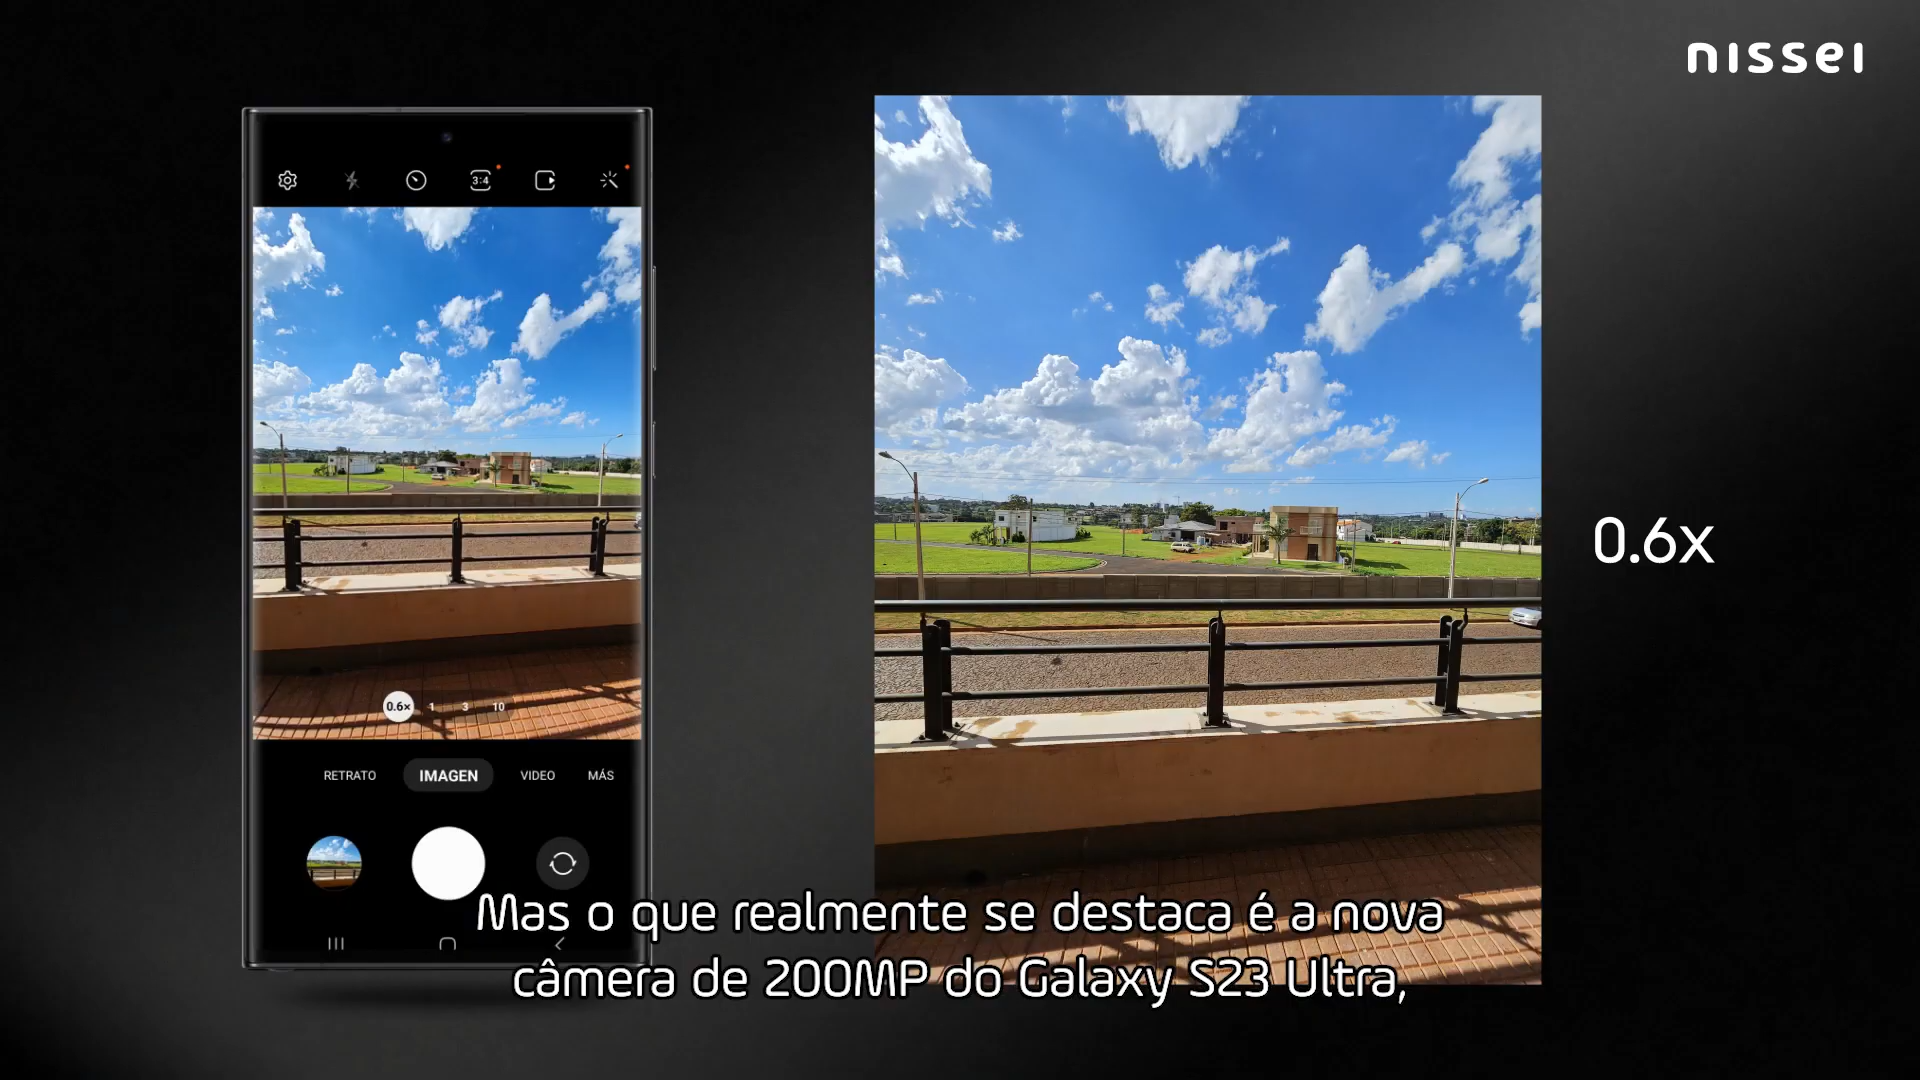 nissei
3:4
0.6x
0.6× 1 3 10
RETRATO IMAGEN VIDEO MÁS
Mas o que realmente se destaca é a nova
câmera de 200MP do Galaxy S23 Ultra,